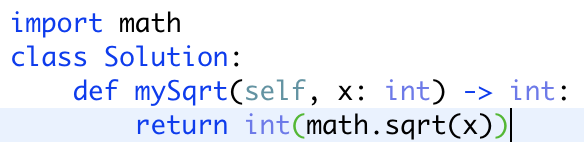 import math
class Solution:
    def mySqrt(self, x: int) -> int:
        return int(math.sqrt(x))